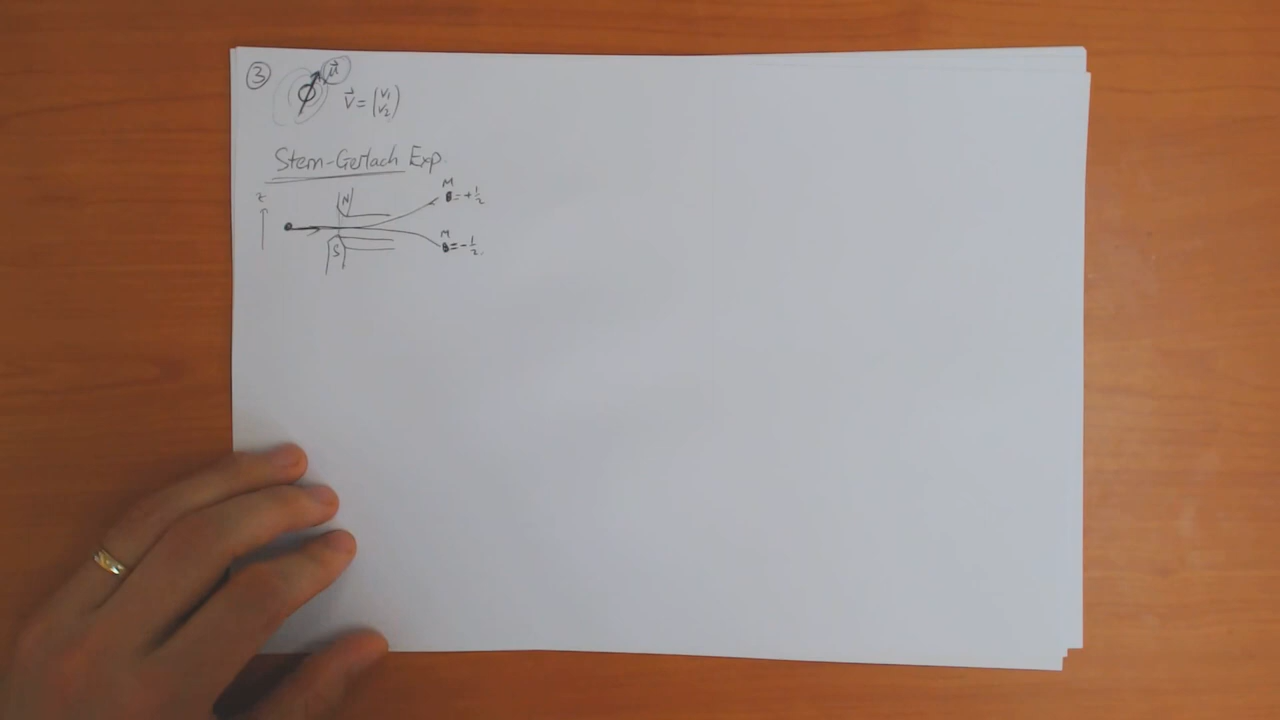 ③ μ⃗
v⃗ = (v₁ v₂)
Stern-Gerlach Exp.
z
N
M = +1/2
S
M = -1/2.